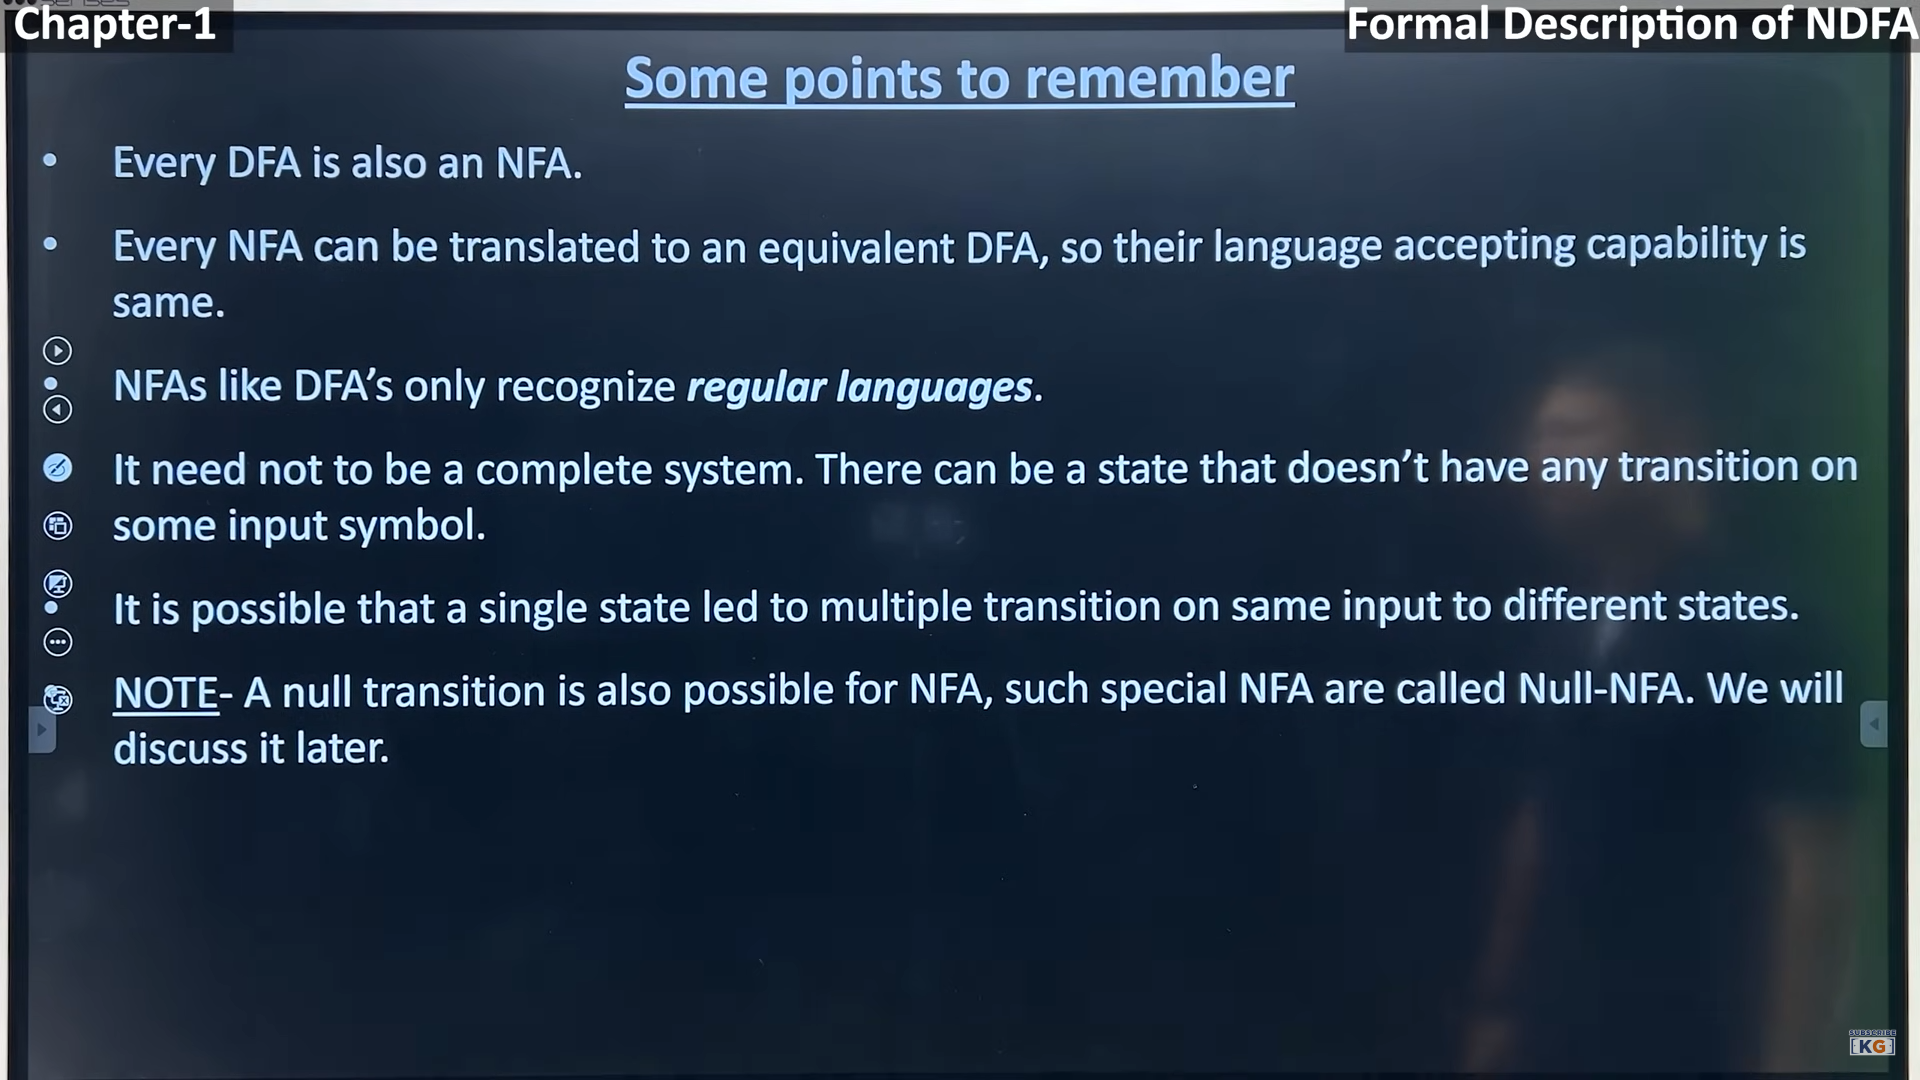 Chapter-1
Formal Description of NDFA
Some points to remember
• Every DFA is also an NFA.
• Every NFA can be translated to an equivalent DFA, so their language accepting capability is
same.
• NFAs like DFA’s only recognize regular languages.
It need not to be a complete system. There can be a state that doesn’t have any transition on
some input symbol.
• It is possible that a single state led to multiple transition on same input to different states.
NOTE- A null transition is also possible for NFA, such special NFA are called Null-NFA. We will
discuss it later.
SUBSCRIBE
KG